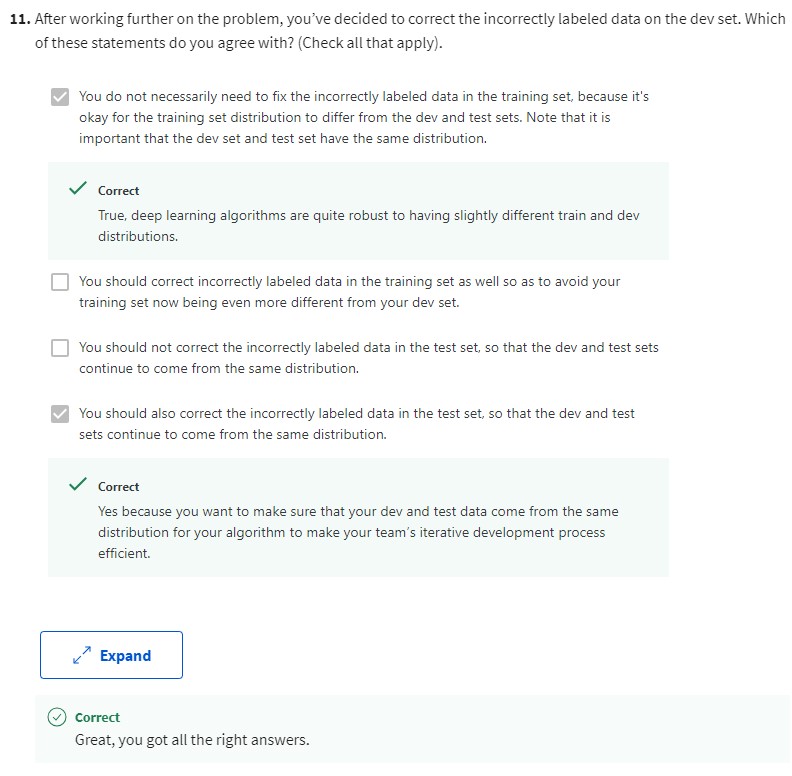 11. After working further on the problem, you've decided to correct the incorrectly labeled data on the dev set. Which
of these statements do you agree with? (Check all that apply).
You do not necessarily need to fix the incorrectly labeled data in the training set, because it's
okay for the training set distribution to differ from the dev and test sets. Note that it is
important that the dev set and test set have the same distribution.
Correct
True, deep learning algorithms are quite robust to having slightly different train and dev
distributions.
You should correct incorrectly labeled data in the training set as well so as to avoid your
training set now being even more different from your dev set.
You should not correct the incorrectly labeled data in the test set, so that the dev and test sets
continue to come from the same distribution.
You should also correct the incorrectly labeled data in the test set, so that the dev and test
sets continue to come from the same distribution.
Correct
Yes because you want to make sure that your dev and test data come from the same
distribution for your algorithm to make your team's iterative development process
efficient.
Expand
Correct
Great, you got all the right answers.